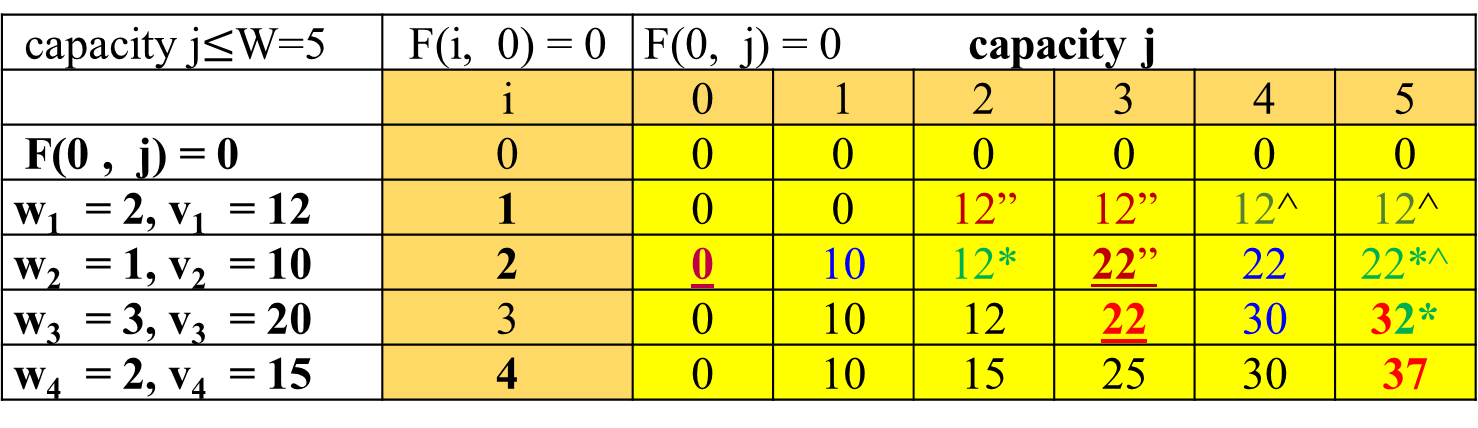 capacity j≤W=5 F(i, 0) = 0 F(0, j) = 0 capacity j
i 0 1 2 3 4 5
F(0 , j) = 0 0 0 0 0 0 0 0
w₁ = 2, v₁ = 12 1 0 0 12” 12” 12^ 12^
w₂ = 1, v₂ = 10 2 0 10 12* 22” 22 22*^
w₃ = 3, v₃ = 20 3 0 10 12 22 30 32*
w₄ = 2, v₄ = 15 4 0 10 15 25 30 37